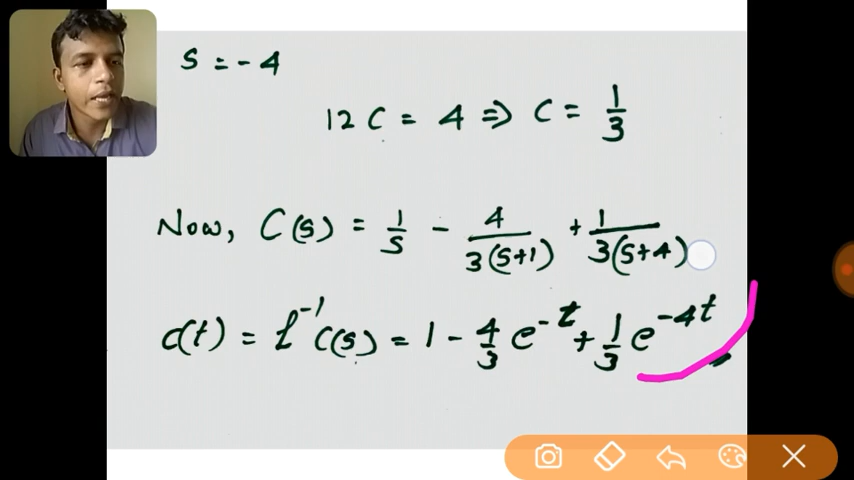 s = -4
12C = 4 => C = 1/3
Now, C(s) = 1/s - 4/3(s+1) + 1/3(s+4)
c(t) = L⁻¹ C(s) = 1 - 4/3 e^-t + 1/3 e^-4t